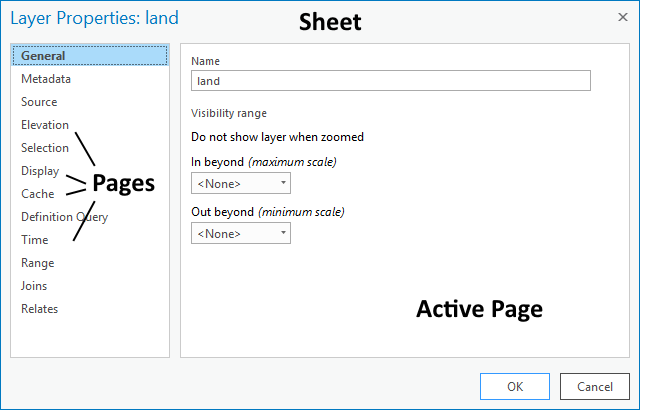 Layer Properties: land
Sheet
General
Metadata
Source
Elevation
Selection
Display
Cache
Definition Query
Time
Range
Joins
Relates
Pages
Name
land
Visibility range
Do not show layer when zoomed
In beyond (maximum scale)
<None>
Out beyond (minimum scale)
<None>
Active Page
OK
Cancel